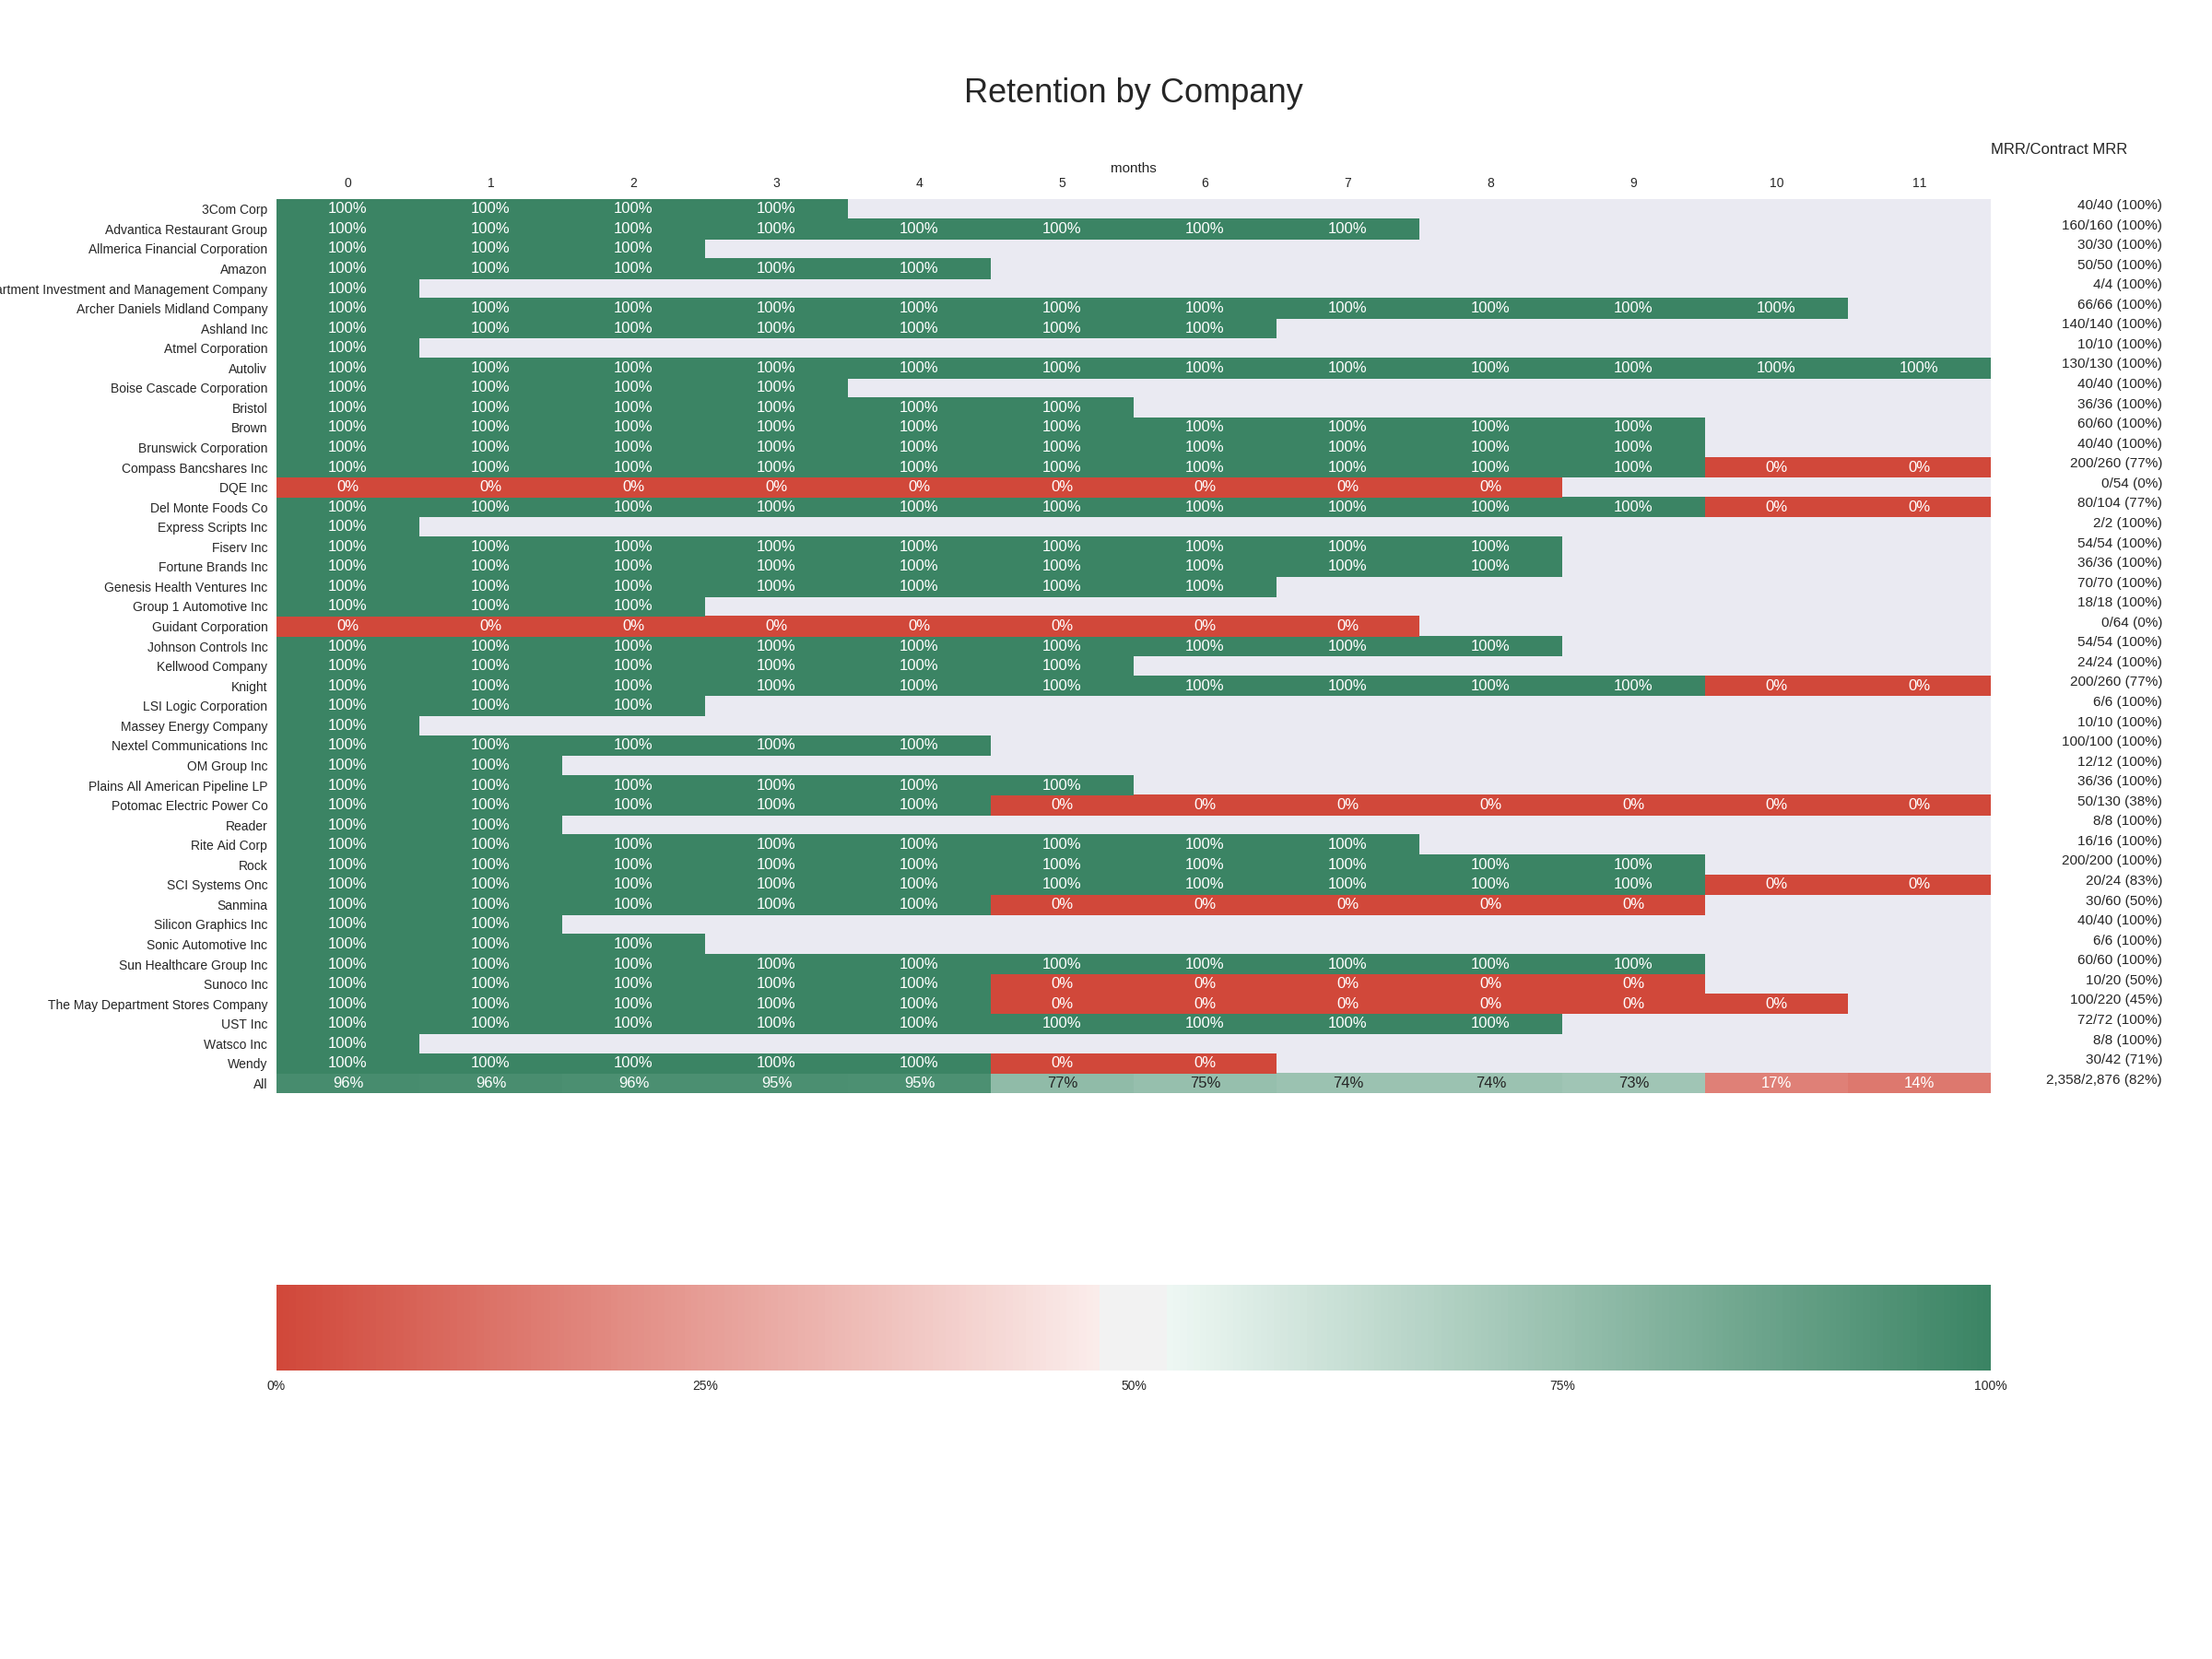 Retention by Company
MRR/Contract MRR
months
0 1 2 3 4 5 6 7 8 9 10 11
3Com Corp 100% 100% 100% 100% 40/40 (100%)
Advantica Restaurant Group 100% 100% 100% 100% 100% 100% 100% 100% 160/160 (100%)
Allmerica Financial Corporation 100% 100% 100% 30/30 (100%)
Amazon 100% 100% 100% 100% 100% 50/50 (100%)
Investment and Management Company 100% 4/4 (100%)
Archer Daniels Midland Company 100% 100% 100% 100% 100% 100% 100% 100% 100% 100% 100% 66/66 (100%)
Ashland Inc 100% 100% 100% 100% 100% 100% 100% 140/140 (100%)
Atmel Corporation 100% 10/10 (100%)
Autoliv 100% 100% 100% 100% 100% 100% 100% 100% 100% 100% 100% 100% 130/130 (100%)
Boise Cascade Corporation 100% 100% 100% 100% 40/40 (100%)
Bristol 100% 100% 100% 100% 100% 100% 36/36 (100%)
Brown 100% 100% 100% 100% 100% 100% 100% 100% 100% 100% 60/60 (100%)
Brunswick Corporation 100% 100% 100% 100% 100% 100% 100% 100% 100% 100% 40/40 (100%)
Compass Bancshares Inc 100% 100% 100% 100% 100% 100% 100% 100% 100% 100% 0% 0% 200/260 (77%)
DQE Inc 0% 0% 0% 0% 0% 0% 0% 0% 0% 0/54 (0%)
Del Monte Foods Co 100% 100% 100% 100% 100% 100% 100% 100% 100% 100% 0% 0% 80/104 (77%)
Express Scripts Inc 100% 2/2 (100%)
Fiserv Inc 100% 100% 100% 100% 100% 100% 100% 100% 100% 54/54 (100%)
Fortune Brands Inc 100% 100% 100% 100% 100% 100% 100% 100% 100% 36/36 (100%)
Genesis Health Ventures Inc 100% 100% 100% 100% 100% 100% 100% 70/70 (100%)
Group 1 Automotive Inc 100% 100% 100% 18/18 (100%)
Guidant Corporation 0% 0% 0% 0% 0% 0% 0% 0% 0/64 (0%)
Johnson Controls Inc 100% 100% 100% 100% 100% 100% 100% 100% 100% 54/54 (100%)
Kellwood Company 100% 100% 100% 100% 100% 100% 24/24 (100%)
Knight 100% 100% 100% 100% 100% 100% 100% 100% 100% 100% 0% 0% 200/260 (77%)
LSI Logic Corporation 100% 100% 100% 6/6 (100%)
Massey Energy Company 100% 10/10 (100%)
Nextel Communications Inc 100% 100% 100% 100% 100% 100/100 (100%)
OM Group Inc 100% 100% 12/12 (100%)
Plains All American Pipeline LP 100% 100% 100% 100% 100% 100% 36/36 (100%)
Potomac Electric Power Co 100% 100% 100% 100% 100% 0% 0% 0% 0% 0% 0% 0% 50/130 (38%)
Reader 100% 100% 8/8 (100%)
Rite Aid Corp 100% 100% 100% 100% 100% 100% 100% 100% 16/16 (100%)
Rock 100% 100% 100% 100% 100% 100% 100% 100% 100% 100% 200/200 (100%)
SCI Systems Onc 100% 100% 100% 100% 100% 100% 100% 100% 100% 100% 0% 0% 20/24 (83%)
Sanmina 100% 100% 100% 100% 100% 0% 0% 0% 0% 0% 30/60 (50%)
Silicon Graphics Inc 100% 100% 40/40 (100%)
Sonic Automotive Inc 100% 100% 100% 6/6 (100%)
Sun Healthcare Group Inc 100% 100% 100% 100% 100% 100% 100% 100% 100% 100% 60/60 (100%)
Sunoco Inc 100% 100% 100% 100% 100% 0% 0% 0% 0% 0% 10/20 (50%)
The May Department Stores Company 100% 100% 100% 100% 100% 0% 0% 0% 0% 0% 0% 100/220 (45%)
UST Inc 100% 100% 100% 100% 100% 100% 100% 100% 100% 72/72 (100%)
Watsco Inc 100% 8/8 (100%)
Wendy 100% 100% 100% 100% 100% 0% 0% 30/42 (71%)
All 96% 96% 96% 95% 95% 77% 75% 74% 74% 73% 17% 14% 2,358/2,876 (82%)
0% 25% 50% 75% 100%